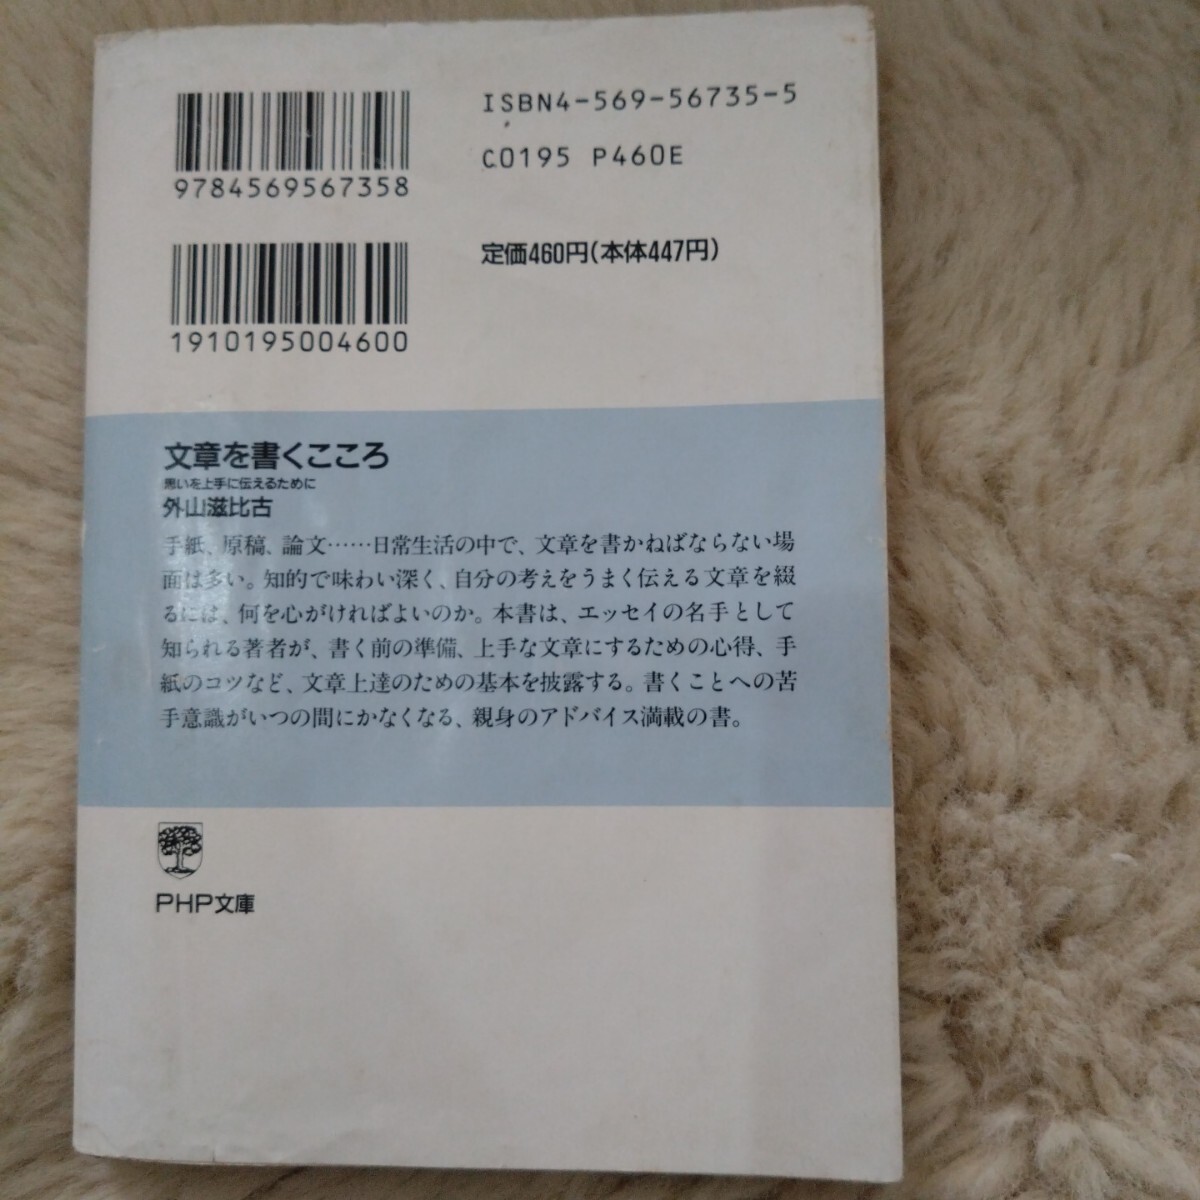 ISBN4-569-56735-5
C0195 P460E
9784569567358
定価460円(本体447円)
1910195004600
文章を書くこころ
思いを上手に伝えるために
外山滋比古
手紙、原稿、論文……日常生活の中で、文章を書かねばならない場
面は多い。知的で味わい深く、自分の考えをうまく伝える文章を綴
るには、何を心がければよいのか。本書は、エッセイの名手として
知られる著者が、書く前の準備、上手な文章にするための心得、手
紙のコツなど、文章上達のための基本を披露する。書くことへの苦
手意識がいつの間にかなくなる、親身のアドバイス満載の書。
PHP文庫